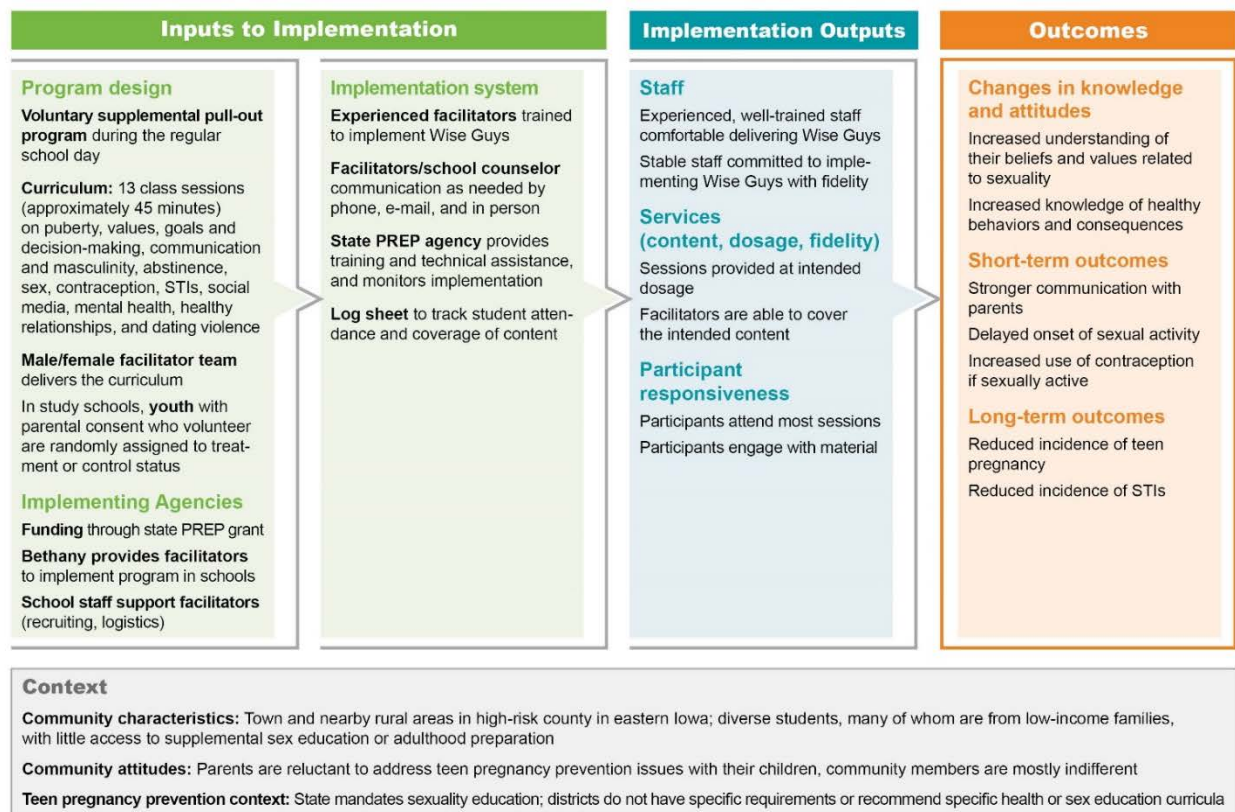 Inputs to Implementation
Program design
Voluntary supplemental pull-out
program during the regular
school day
Curriculum: 13 class sessions
(approximately 45 minutes)
on puberty, values, goals and
decision-making, communication
and masculinity, abstinence,
sex, contraception, STIs, social
media, mental health, healthy
relationships, and dating violence
Male/female facilitator team
delivers the curriculum
In study schools, youth with
parental consent who volunteer
are randomly assigned to treat-
ment or control status
Implementing Agencies
Funding through state PREP grant
Bethany provides facilitators
to implement program in schools
School staff support facilitators
(recruiting, logistics)
Implementation system
Experienced facilitators trained
to implement Wise Guys
Facilitators/school counselor
communication as needed by
phone, e-mail, and in person
State PREP agency provides
training and technical assistance,
and monitors implementation
Log sheet to track student atten-
dance and coverage of content
Implementation Outputs
Staff
Experienced, well-trained staff
comfortable delivering Wise Guys
Stable staff committed to imple-
menting Wise Guys with fidelity
Services
(content, dosage, fidelity)
Sessions provided at intended
dosage
Facilitators are able to cover
the intended content
Participant
responsiveness
Participants attend most sessions
Participants engage with material
Outcomes
Changes in knowledge
and attitudes
Increased understanding of
their beliefs and values related
to sexuality
Increased knowledge of healthy
behaviors and consequences
Short-term outcomes
Stronger communication with
parents
Delayed onset of sexual activity
Increased use of contraception
if sexually active
Long-term outcomes
Reduced incidence of teen
pregnancy
Reduced incidence of STIs
Context
Community characteristics: Town and nearby rural areas in high-risk county in eastern Iowa; diverse students, many of whom are from low-income families,
with little access to supplemental sex education or adulthood preparation
Community attitudes: Parents are reluctant to address teen pregnancy prevention issues with their children, community members are mostly indifferent
Teen pregnancy prevention context: State mandates sexuality education; districts do not have specific requirements or recommend specific health or sex education curricula